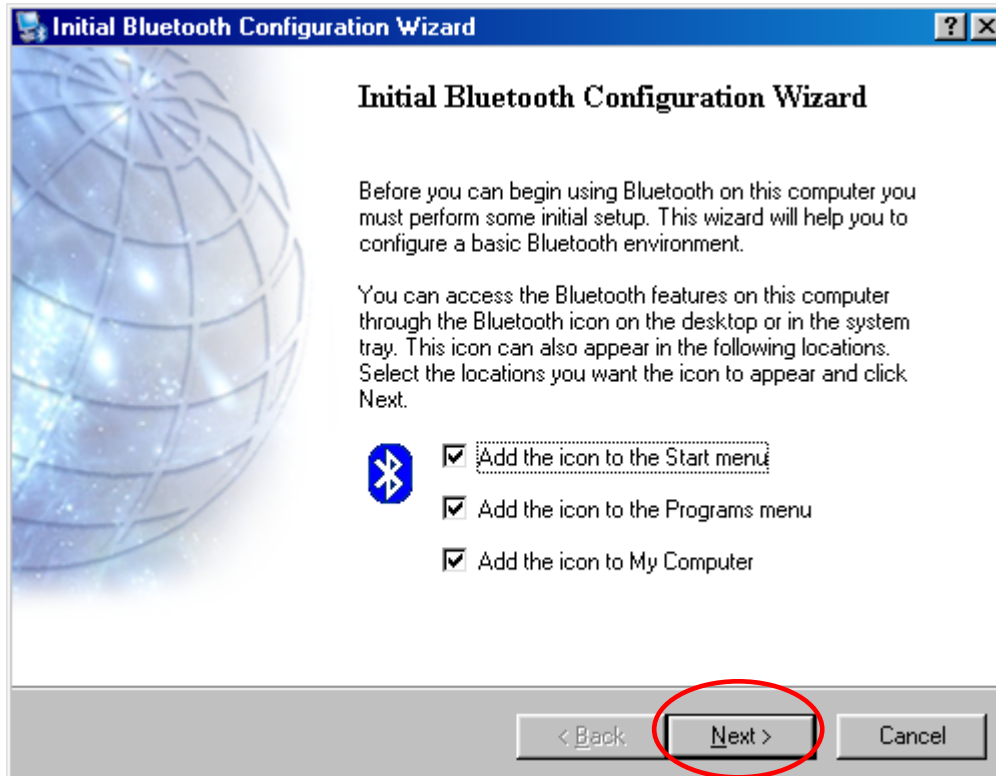 Initial Bluetooth Configuration Wizard
Initial Bluetooth Configuration Wizard
Before you can begin using Bluetooth on this computer you
must perform some initial setup. This wizard will help you to
configure a basic Bluetooth environment.
You can access the Bluetooth features on this computer
through the Bluetooth icon on the desktop or in the system
tray. This icon can also appear in the following locations.
Select the locations you want the icon to appear and click
Next.
Add the icon to the Start menu
Add the icon to the Programs menu
Add the icon to My Computer
< Back
Next >
Cancel